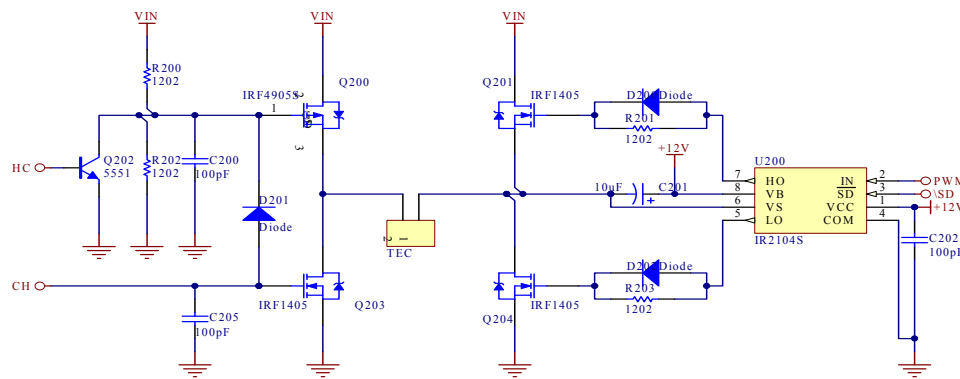 VIN
VIN
VIN
R200
1202
Q200
Q201
D200Diode
IRF4905S
IRF1405
R201
1202
1
3
+12V
U200
HC
Q202
5551
R202
1202
C200
100pF
10uF
C201
+
7
8
6
5
HO
VB
VS
LO
IN
SD
VCC
COM
2
3
1
4
PWM
\SD
+12V
IR2104S
D201
Diode
1
2
TEC
C202
100pF
CH
IRF1405
Q203
IRF1405
Q204
Diode
R203
1202
C205
100pF